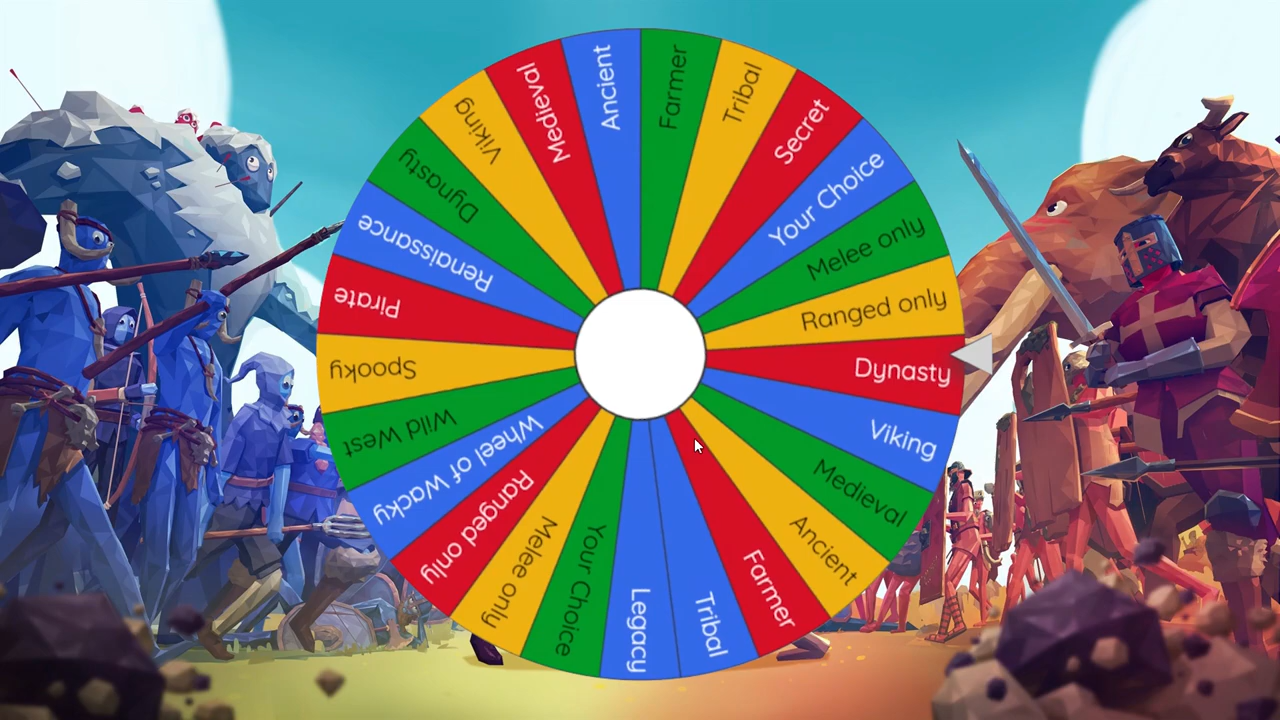 Farmer
Tribal
Secret
Your Choice
Melee only
Ranged only
Dynasty
Viking
Medieval
Ancient
Farmer
Tribal
Legacy
Your Choice
Melee only
Ranged only
Wheel of Wacky
Wild West
Spooky
Pirate
Renaissance
Dynasty
Viking
Medieval
Ancient